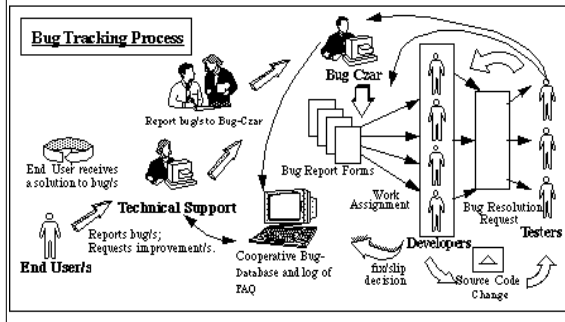 Bug Tracking Process
Bug Czar
Report bug/s to Bug-Czar
End User receives
a solution to bug/s
Bug Report Forms
Work
Assignment
Bug Resolution
Request
Technical Support
Reports bug/s;
Requests improvement/s.
End User/s
Cooperative Bug-
Database and log of
FAQ
Developers
Testers
fix/slip
decision
Source Code
Change